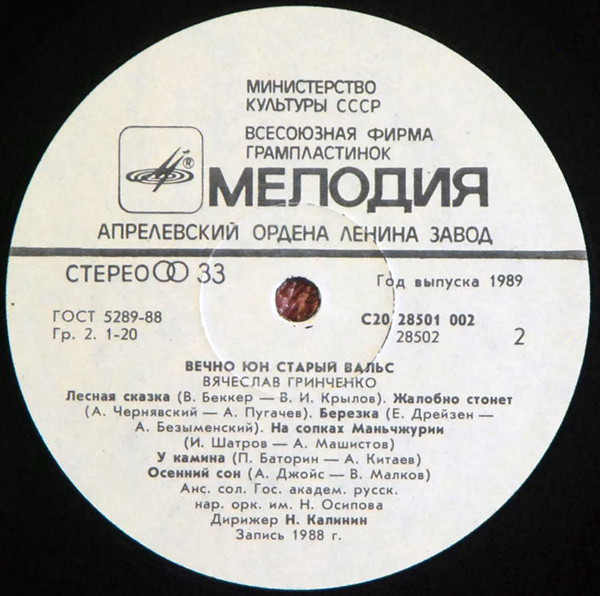 МИНИСТЕРСТВО
КУЛЬТУРЫ СССР
ВСЕСОЮЗНАЯ ФИРМА
ГРАМПЛАСТИНОК
® МЕЛОДИЯ
АПРЕЛЕВСКИЙ ОРДЕНА ЛЕНИНА ЗАВОД
СТЕРЕО 33
Год выпуска 1989
ГОСТ 5289-88
С20 28501 002
Гр. 2. 1-20
28502
2
ВЕЧНО ЮН СТАРЫЙ ВАЛЬС
ВЯЧЕСЛАВ ГРИНЧЕНКО
Лесная сказка (В. Беккер — В. И. Крылов). Жалобно стонет
(А. Чернявский — А. Пугачев). Березка (Е. Дрейзен —
А. Безыменский). На сопках Маньчжурии
(И. Шатров — А. Машистов)
У камина (П. Баторин — А. Китаев)
Осенний сон (А. Джойс — В. Малков)
Анс. сол. Гос. академ. русск.
нар. орк. им. Н. Осипова
Дирижер Н. Калинин
Запись 1988 г.